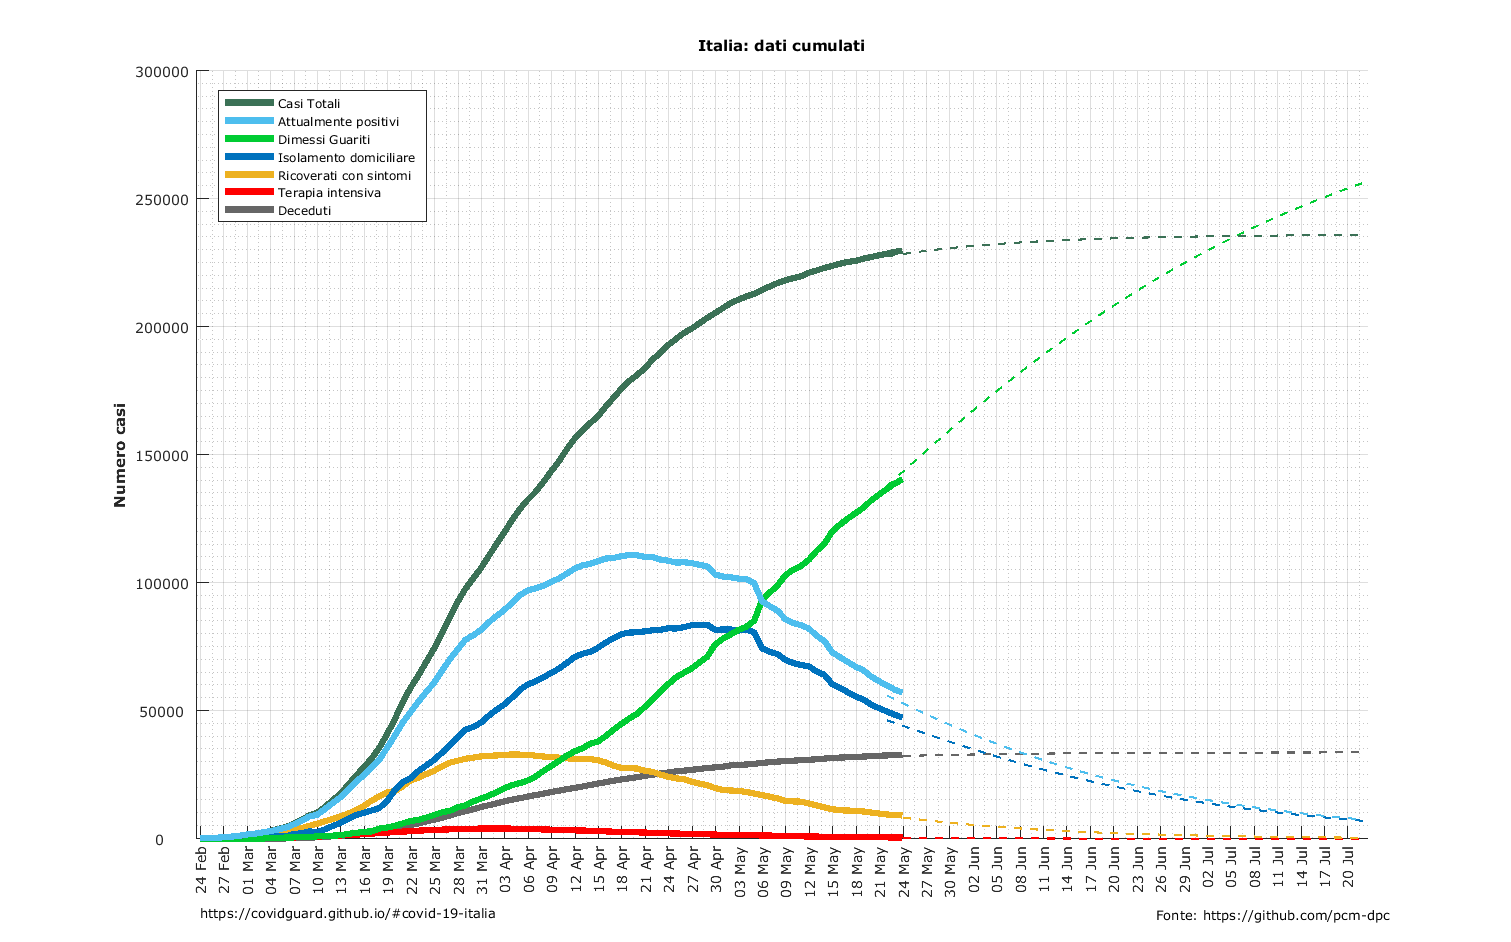 Italia: dati cumulati
300000
250000
200000
150000
100000
50000
0
Numero casi
Casi Totali
Attualmente positivi
Dimessi Guariti
Isolamento domiciliare
Ricoverati con sintomi
Terapia intensiva
Deceduti
24 Feb
27 Feb
01 Mar
04 Mar
07 Mar
10 Mar
13 Mar
16 Mar
19 Mar
22 Mar
25 Mar
28 Mar
31 Mar
03 Apr
06 Apr
09 Apr
12 Apr
15 Apr
18 Apr
21 Apr
24 Apr
27 Apr
30 Apr
03 May
06 May
09 May
12 May
15 May
18 May
21 May
24 May
27 May
30 May
02 Jun
05 Jun
08 Jun
11 Jun
14 Jun
17 Jun
20 Jun
23 Jun
26 Jun
29 Jun
02 Jul
05 Jul
08 Jul
11 Jul
14 Jul
17 Jul
20 Jul
https://covidguard.github.io/#covid-19-italia
Fonte: https://github.com/pcm-dpc